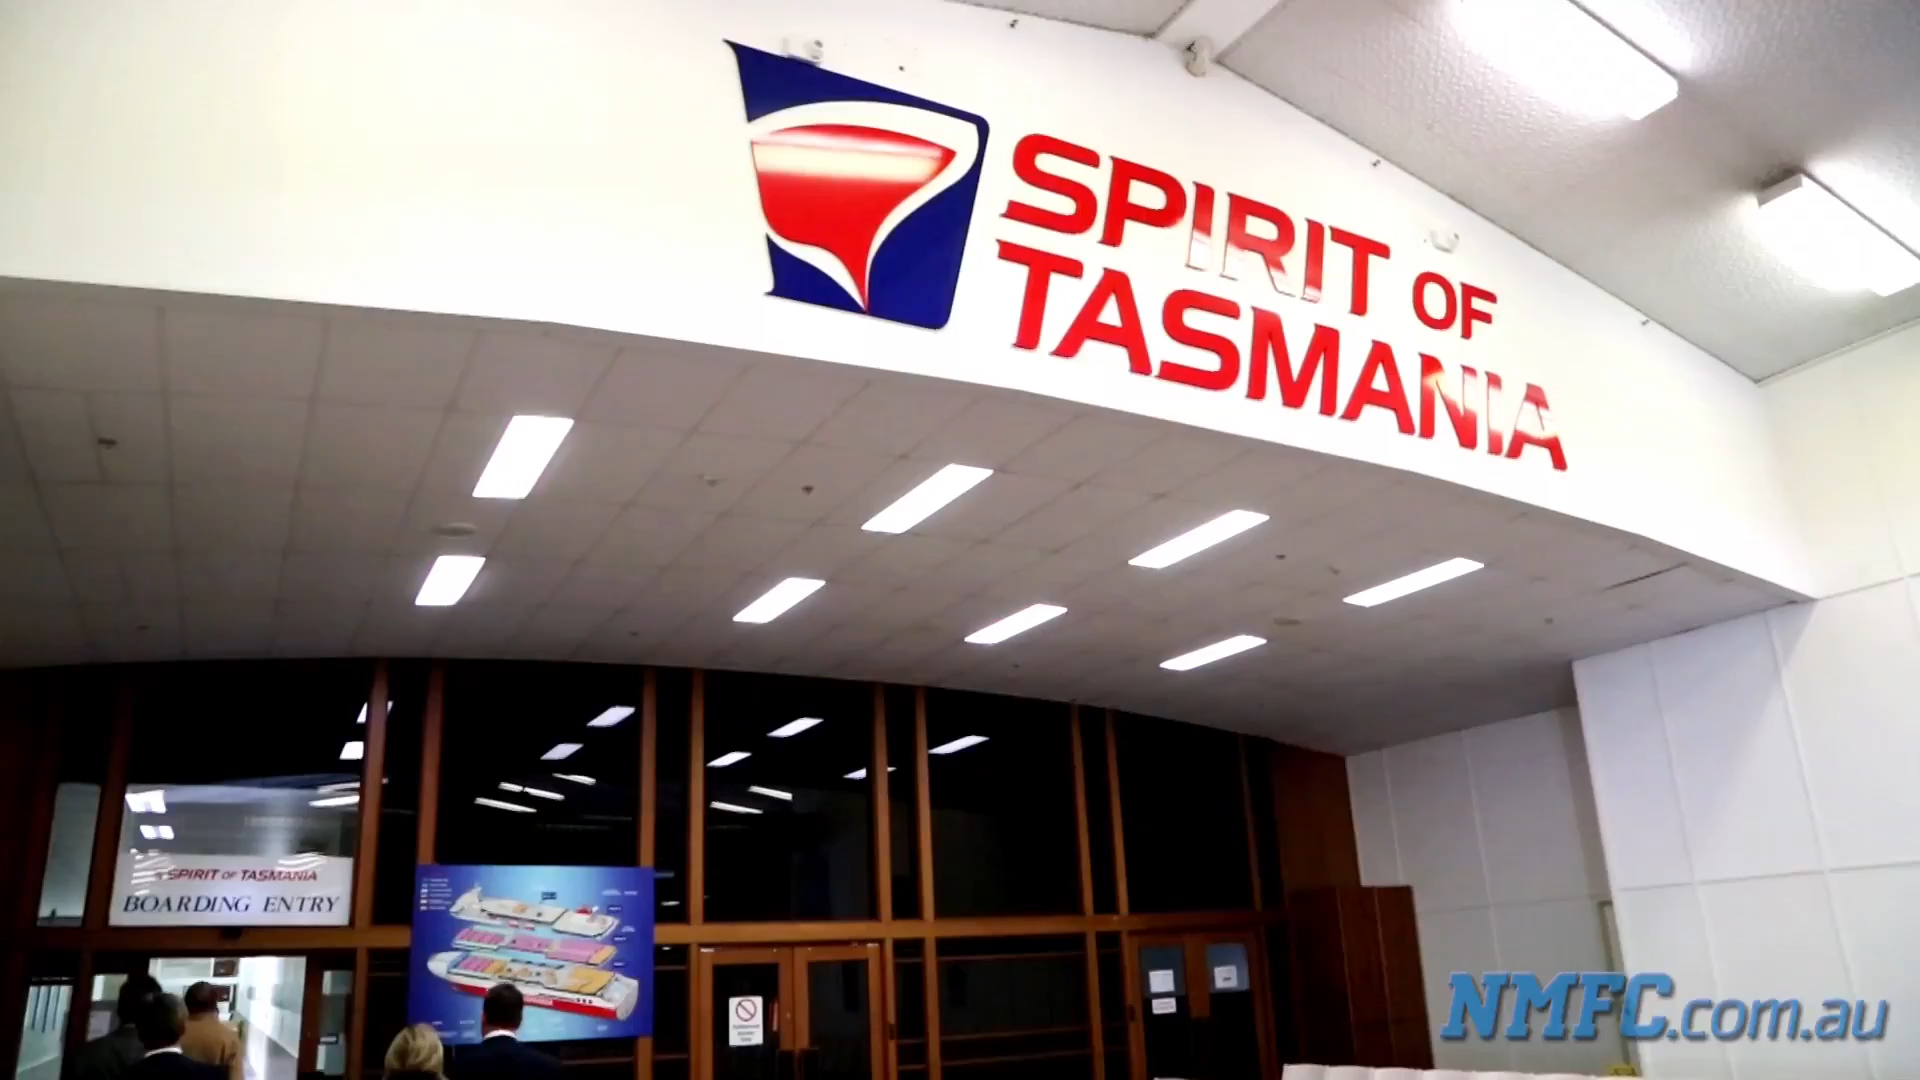 SPIRIT OF
TASMANIA
SPIRIT OF TASMANIA
BOARDING ENTRY
NMFC.com.au